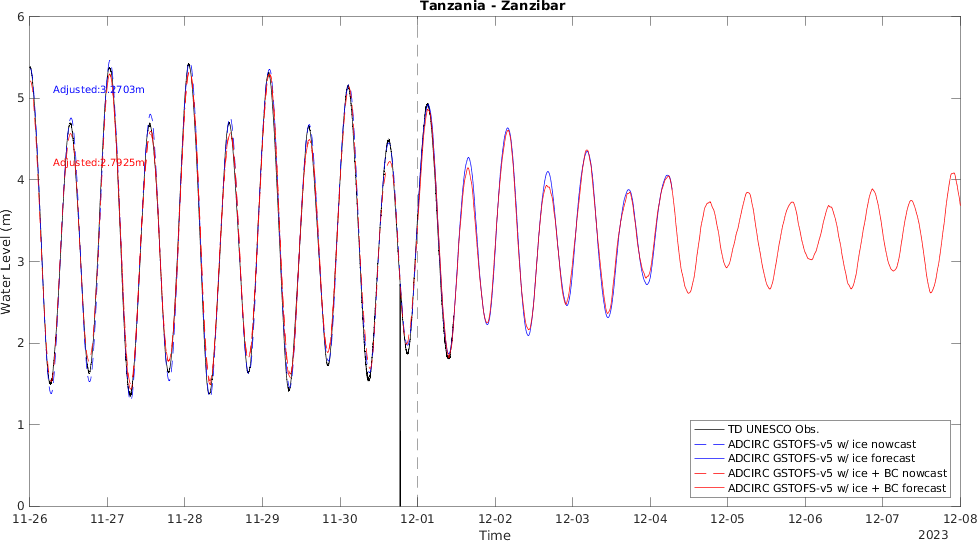 Tanzania - Zanzibar
6
5
4
3
2
1
0
Water Level (m)
Adjusted:3.2703m
Adjusted:2.7925m
TD UNESCO Obs.
ADCIRC GSTOFS-v5 w/ ice nowcast
ADCIRC GSTOFS-v5 w/ ice forecast
ADCIRC GSTOFS-v5 w/ ice + BC nowcast
ADCIRC GSTOFS-v5 w/ ice + BC forecast
11-26 11-27 11-28 11-29 11-30 12-01 12-02 12-03 12-04 12-05 12-06 12-07 12-08
Time
2023